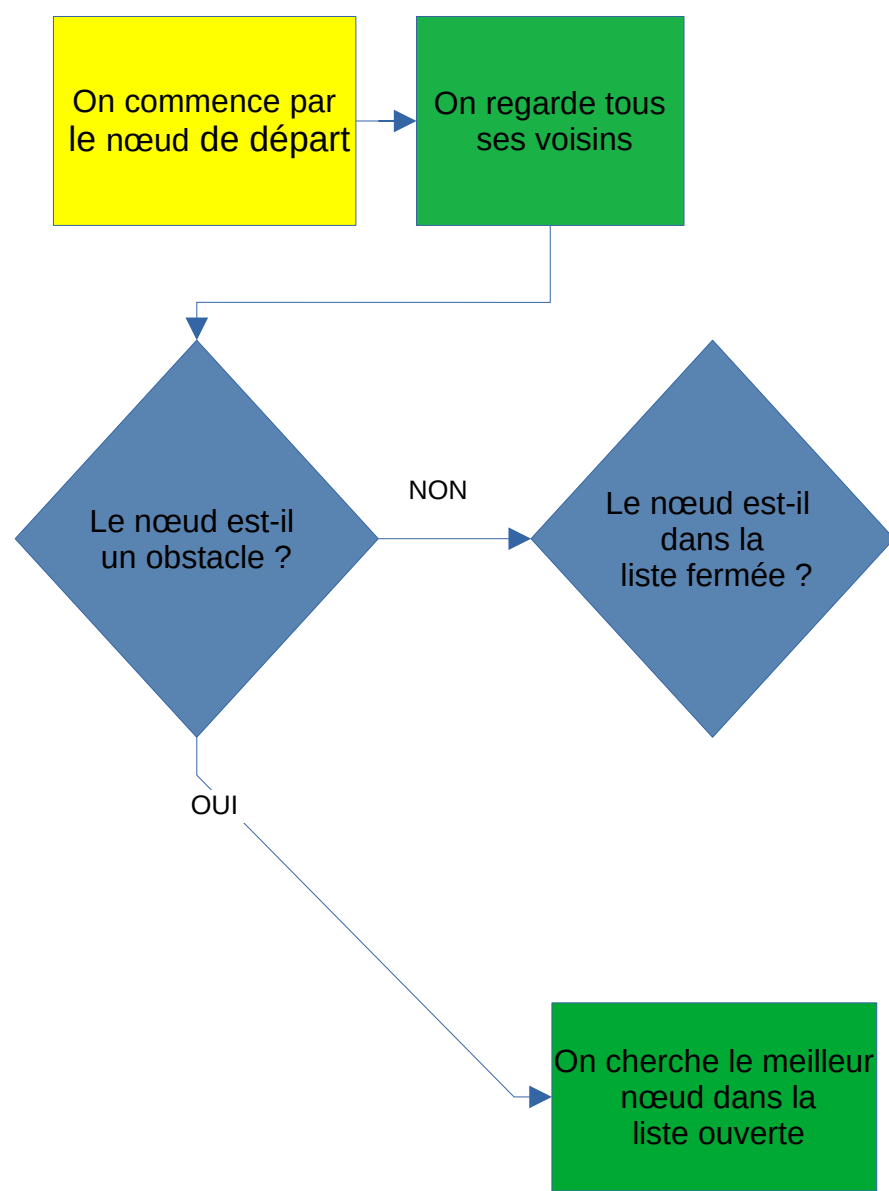 On commence par
le nœud de départ
On regarde tous
ses voisins
Le nœud est-il
un obstacle ?
NON
Le nœud est-il
dans la
liste fermée ?
OUI
On cherche le meilleur
nœud dans la
liste ouverte